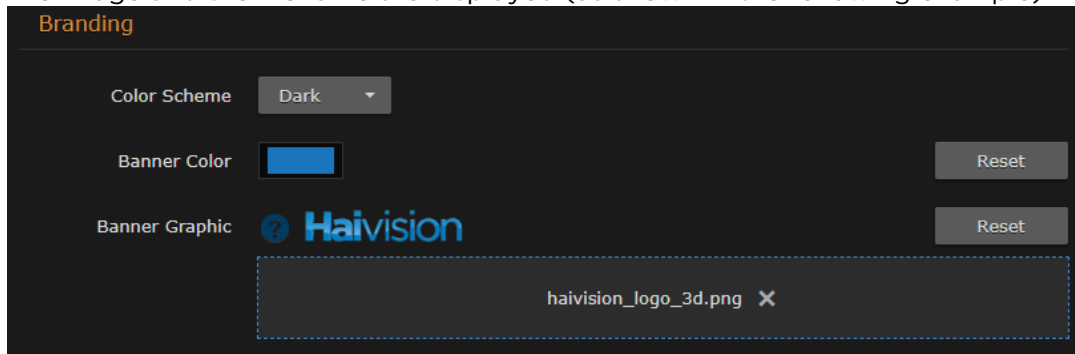 Branding
Color Scheme Dark
Banner Color Reset
Banner Graphic ? Haivision Reset
haivision_logo_3d.png